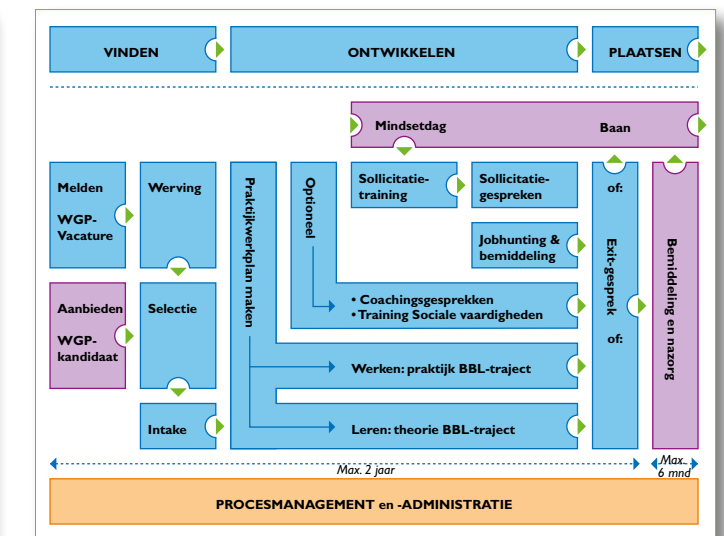 VINDEN
ONTWIKKELEN
PLAATSEN
Mindsetdag
Baan
Melden
WGP-
Vacature
Werving
Praktijkwerkplan maken
Optioneel
Sollicitatie-
training
Sollicitatie-
gespreken
of:
Exit-gesprek
of:
Bemiddeling en nazorg
Jobhunting &
bemiddeling
Aanbieden
WGP-
kandidaat
Selectie
• Coachingsgesprekken
• Training Sociale vaardigheden
Werken: praktijk BBL-traject
Intake
Leren: theorie BBL-traject
Max. 2 jaar
Max.
6 mnd
PROCESMANAGEMENT en -ADMINISTRATIE